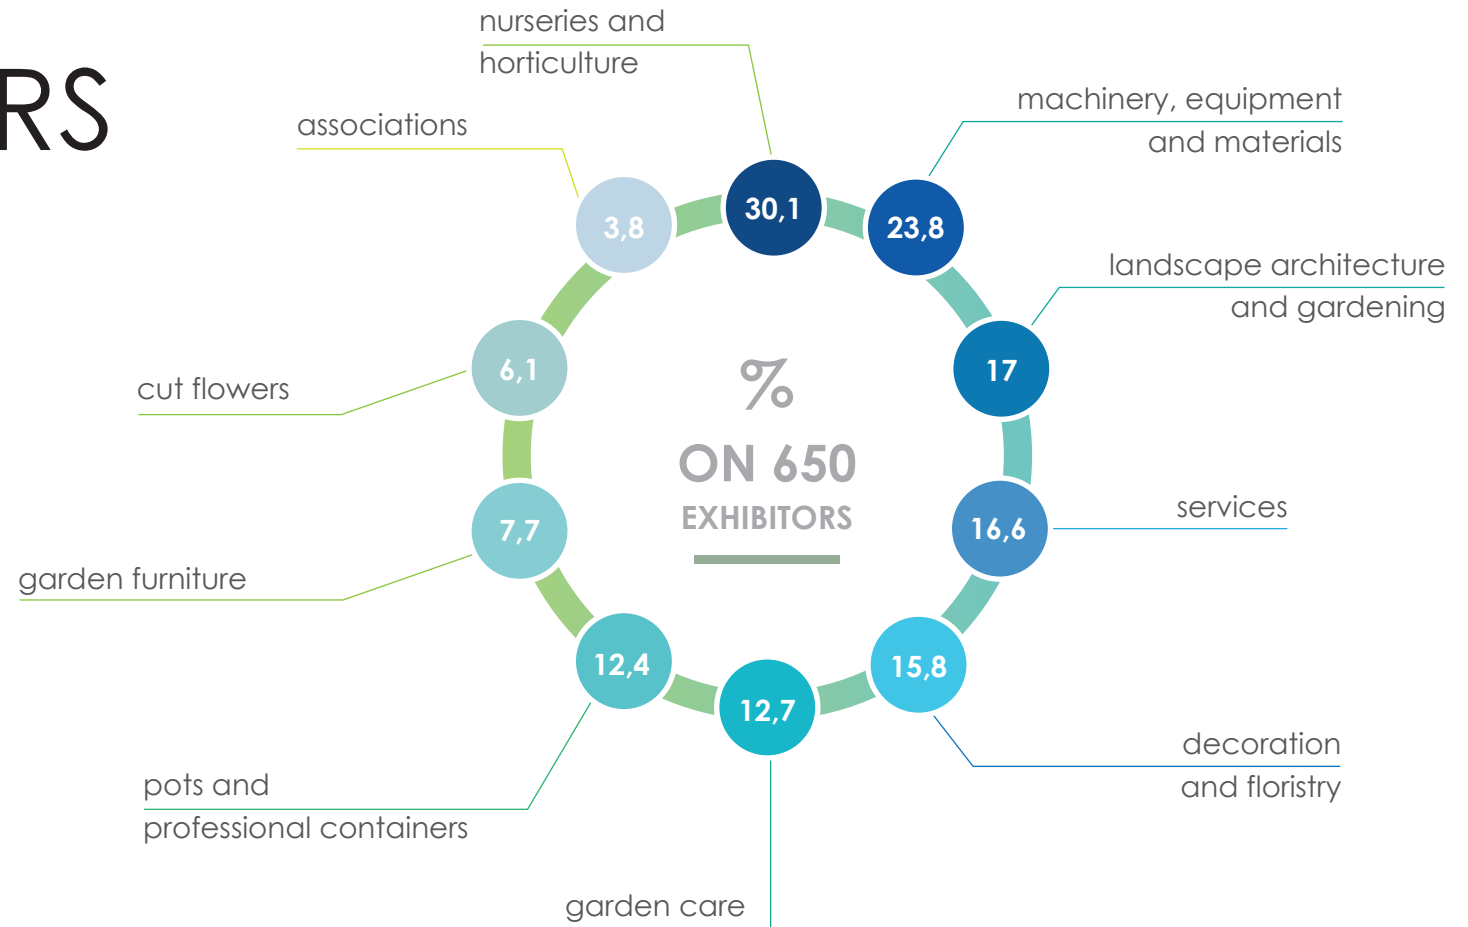 RS
nurseries and
horticulture
associations
machinery, equipment
and materials
3,8
30,1
23,8
landscape architecture
and gardening
cut flowers
6,1
17
%
ON 650
EXHIBITORS
garden furniture
7,7
16,6
services
12,4
12,7
15,8
pots and
professional containers
decoration
and floristry
garden care